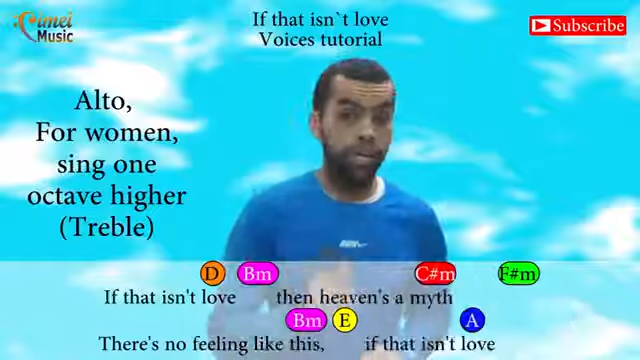 Cimei
Music
If that isn`t love
Voices tutorial
Subscribe
Alto,
For women,
sing one
octave higher
(Treble)
D Bm C#m F#m
If that isn't love then heaven's a myth
Bm E A
There's no feeling like this, if that isn't love